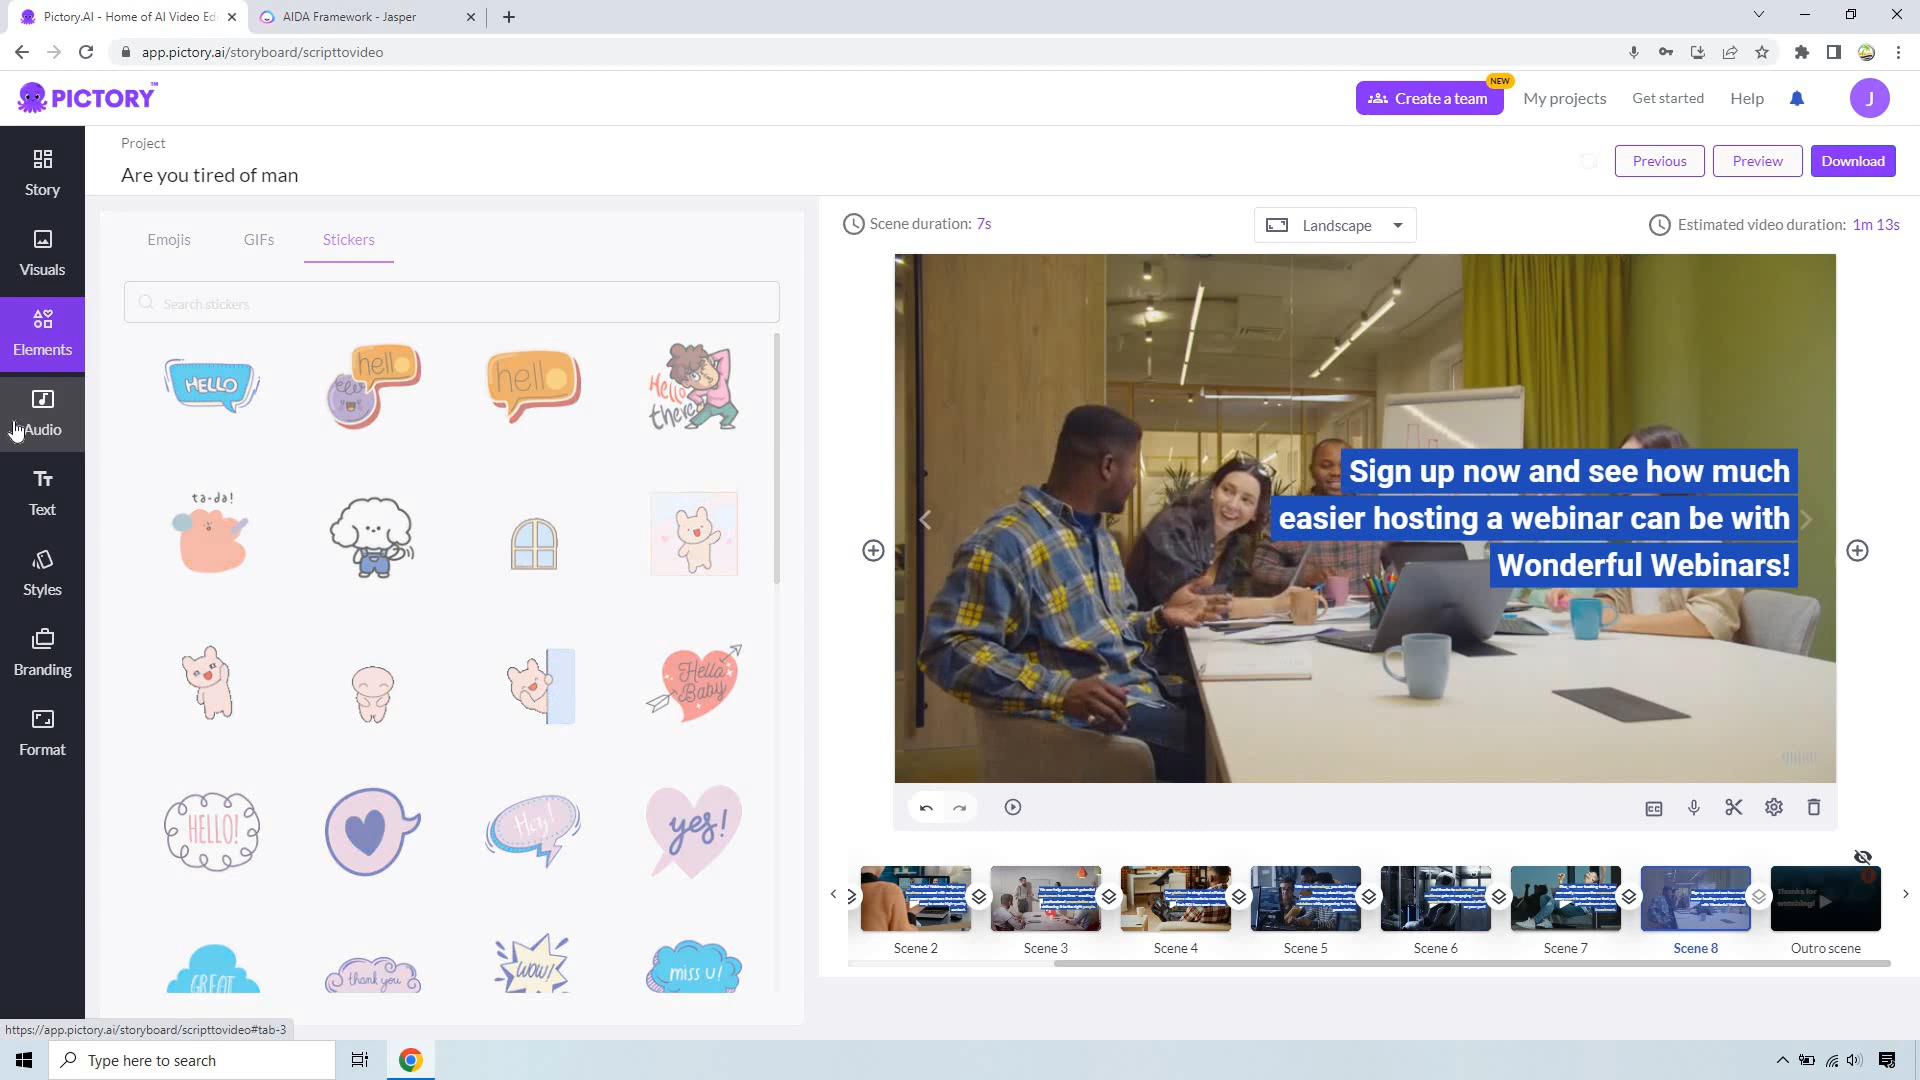 Pictory.AI - Home of AI Video Ed
AIDA Framework - Jasper
app.pictory.ai/storyboard/scripttovideo
PICTORY
NEW
Create a team
My projects
Get started
Help
J
Project
Are you tired of man
Previous
Preview
Download
Story
Visuals
Elements
Audio
Text
Styles
Branding
Format
Emojis
GIFs
Stickers
Search stickers
HELLO
hello
hello
Hello there
ta-da!
Hello Baby
HELLO!
Hey!
yes!
GREAT
thank you
WOW!
miss u!
Scene duration: 7s
Landscape
Estimated video duration: 1m 13s
Sign up now and see how much
easier hosting a webinar can be with
Wonderful Webinars!
CC
Thanks for
watching!
Scene 2
Scene 3
Scene 4
Scene 5
Scene 6
Scene 7
Scene 8
Outro scene
https://app.pictory.ai/storyboard/scripttovideo#tab-3
Type here to search